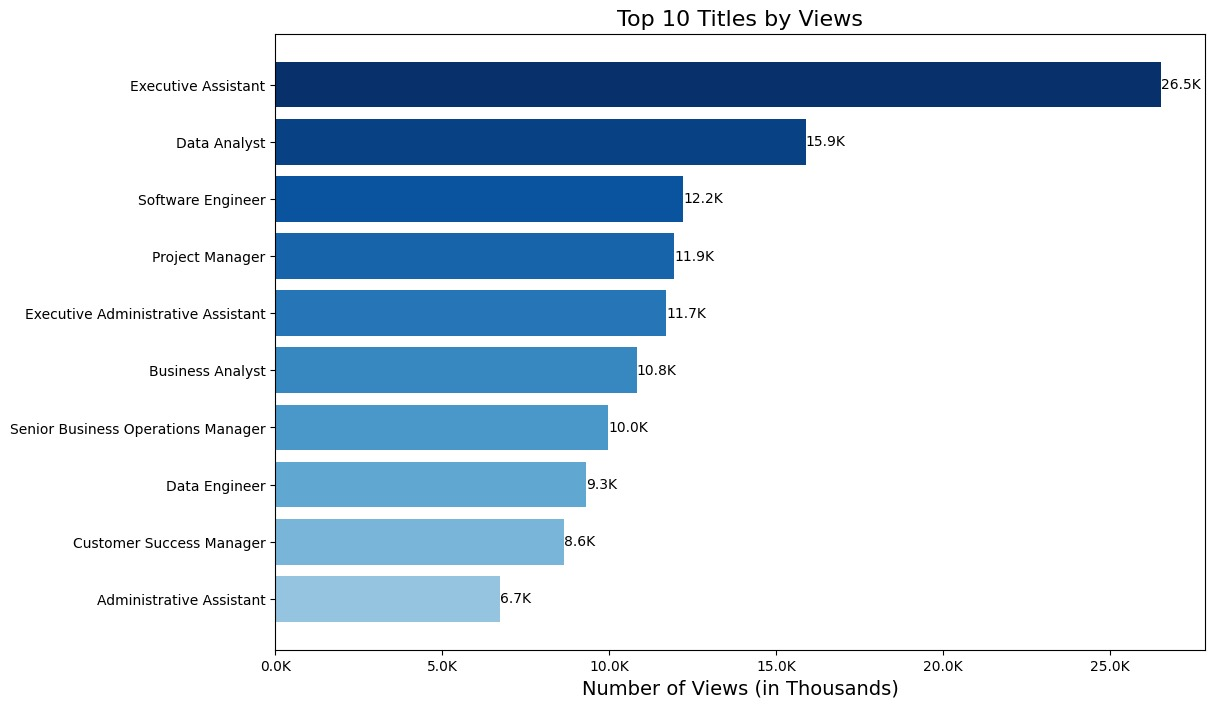 Top 10 Titles by Views
Executive Assistant
26.5K
Data Analyst
15.9K
Software Engineer
12.2K
Project Manager
11.9K
Executive Administrative Assistant
11.7K
Business Analyst
10.8K
Senior Business Operations Manager
10.0K
Data Engineer
9.3K
Customer Success Manager
8.6K
Administrative Assistant
6.7K
0.0K 5.0K 10.0K 15.0K 20.0K 25.0K
Number of Views (in Thousands)